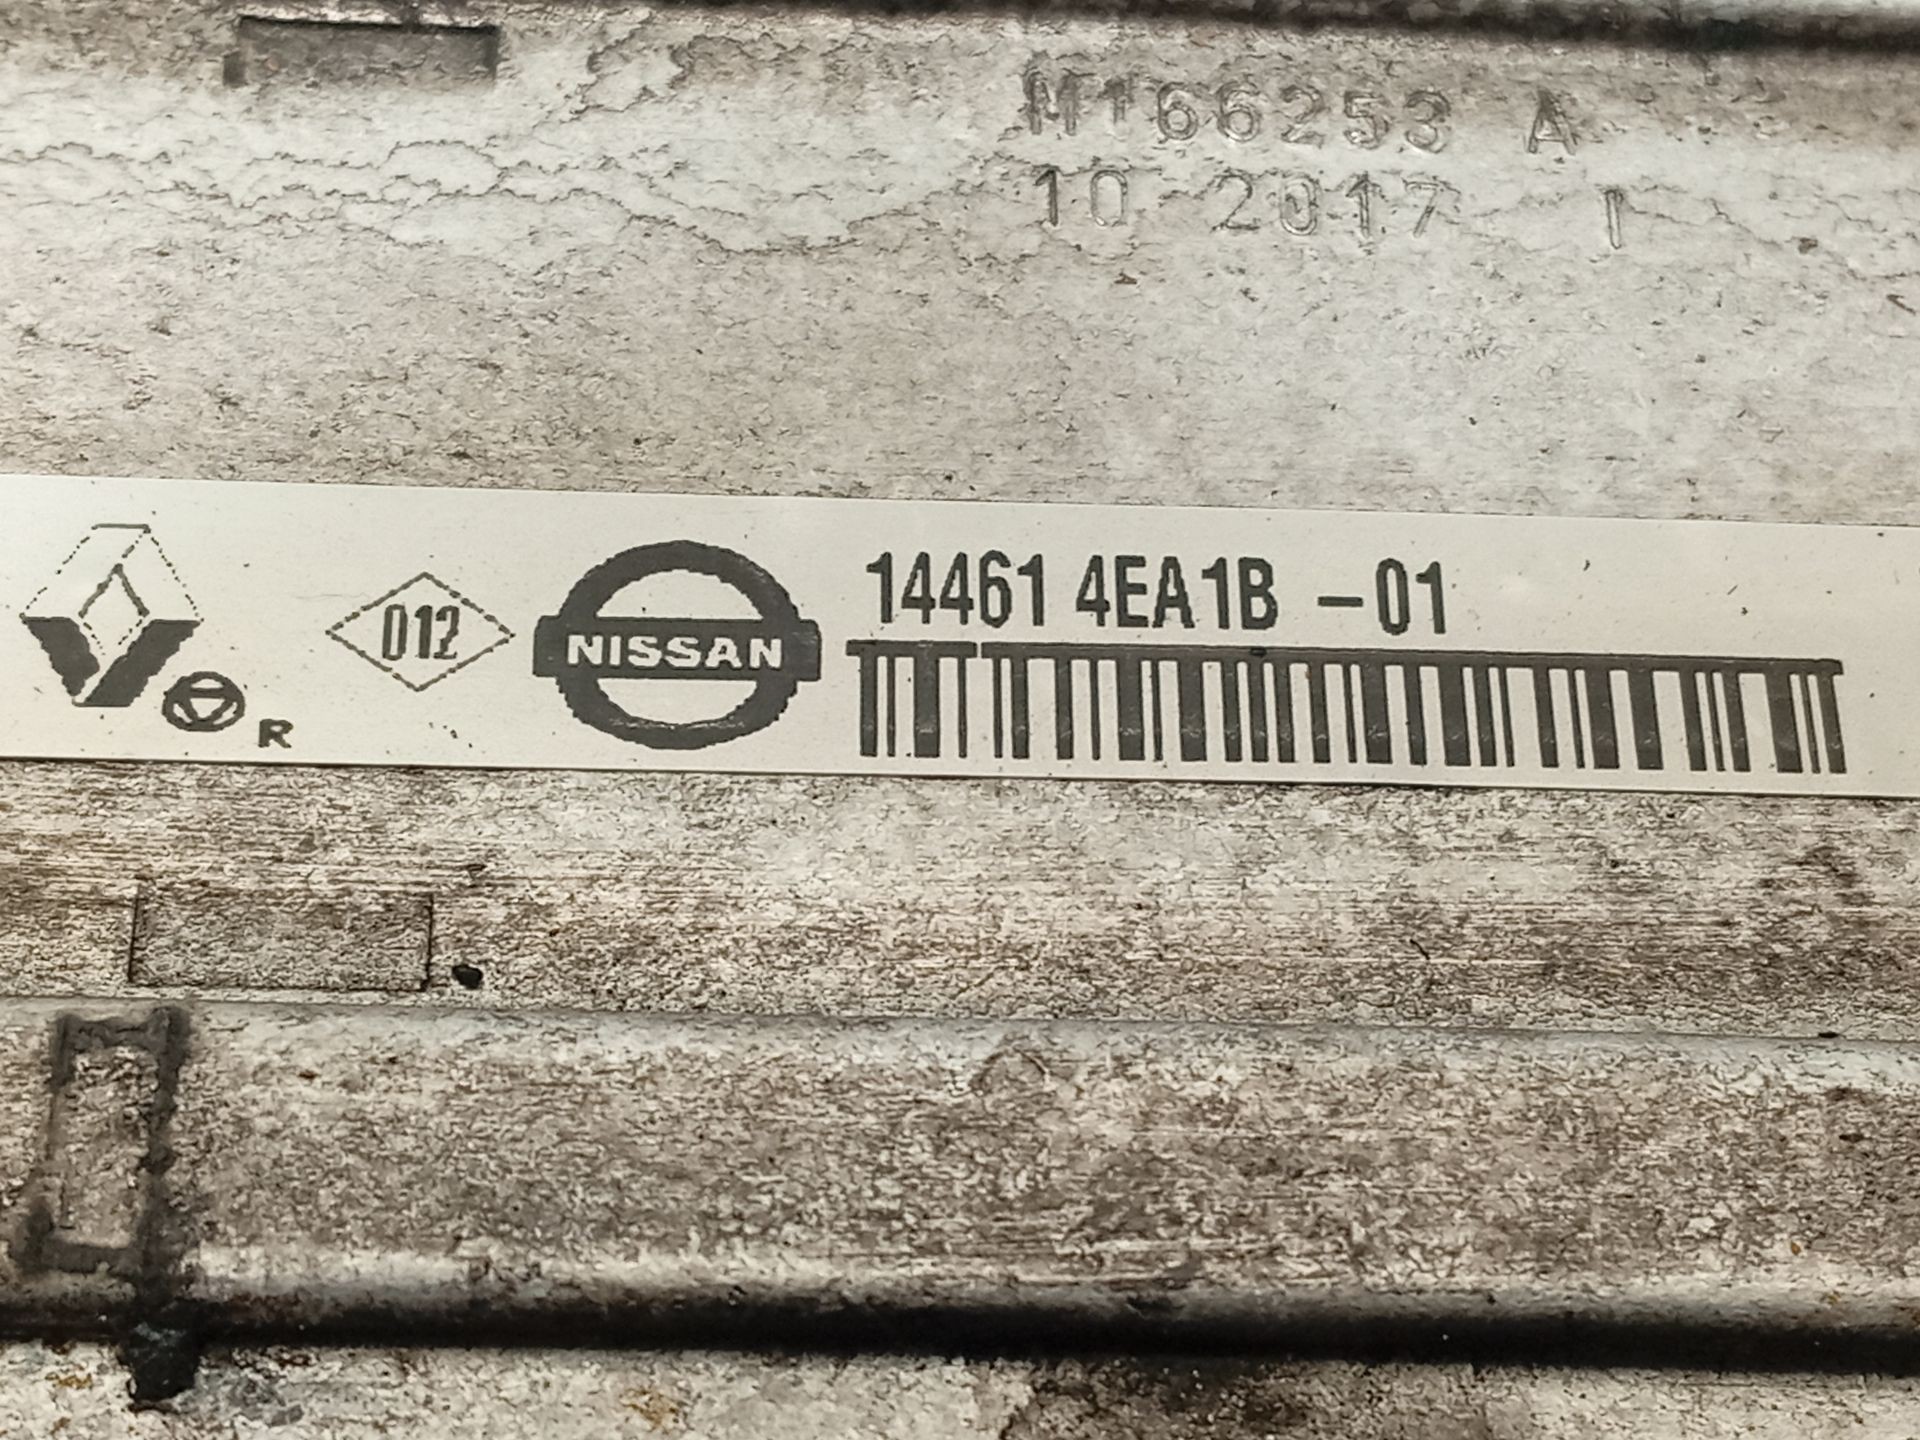 M166253 A
10 2017 I
R
012
NISSAN
14461 4EA1B -01